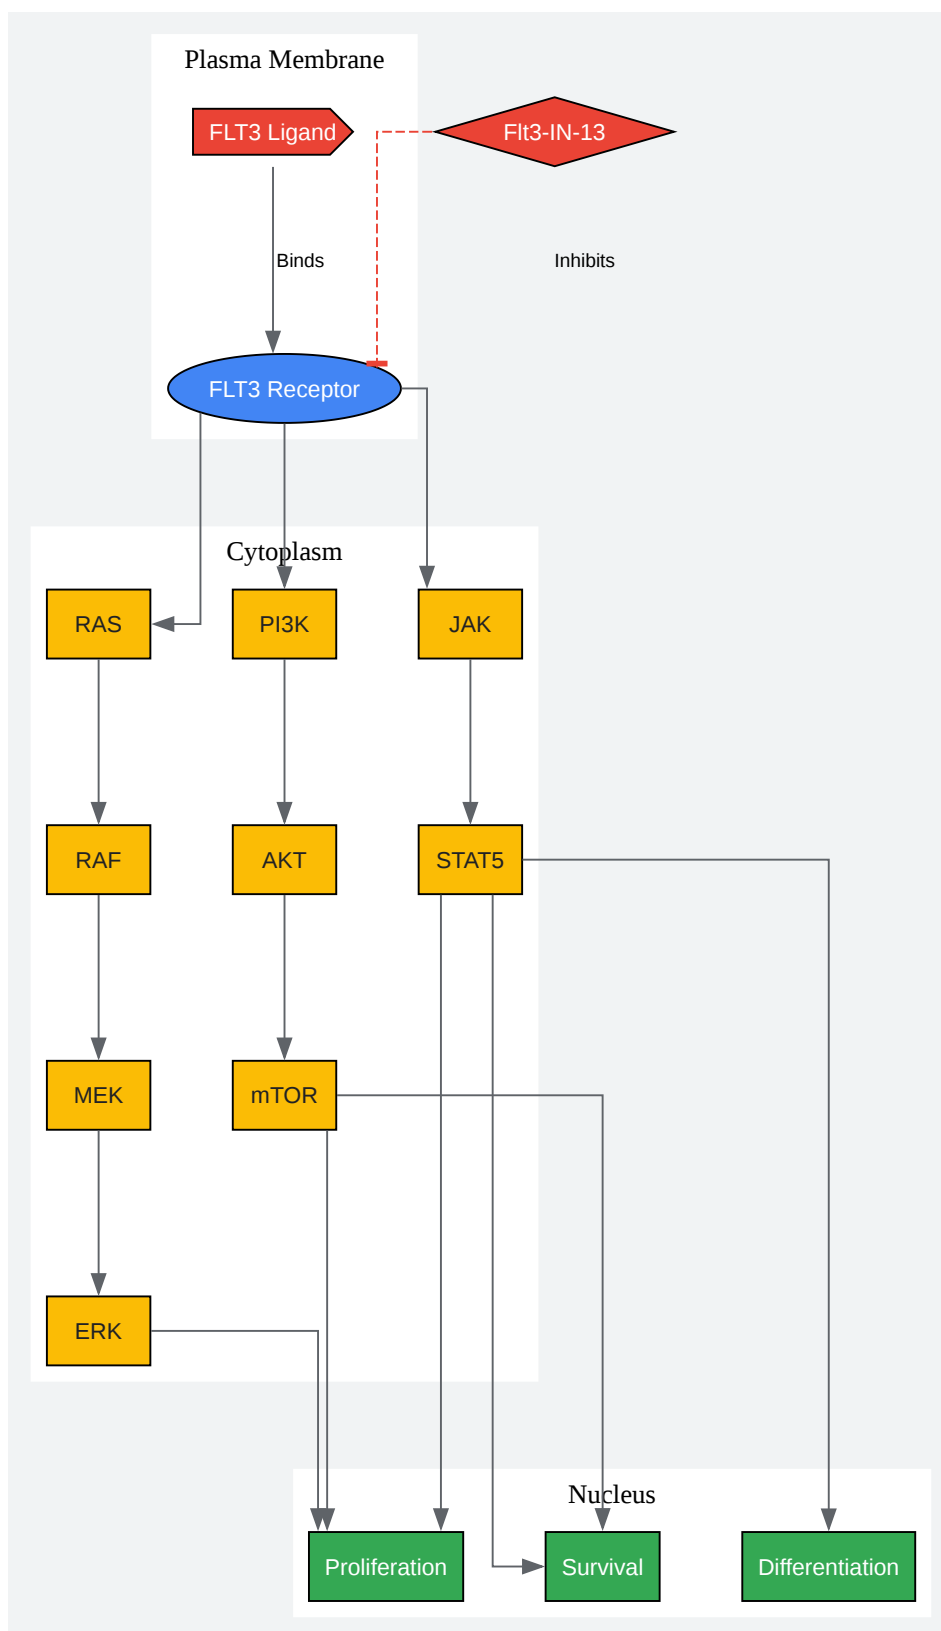 Plasma Membrane
FLT3 Ligand
Flt3-IN-13
Binds
Inhibits
FLT3 Receptor
Cytoplasm
RAS
PI3K
JAK
RAF
AKT
STAT5
MEK
mTOR
ERK
Nucleus
Proliferation
Survival
Differentiation